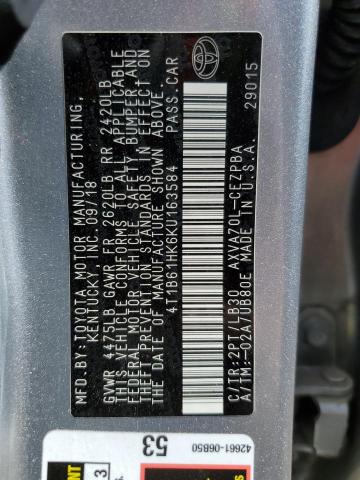 MFD. BY:TOYOTA MOTOR MANUFACTURING,
KENTUCKY, INC. 09/18
GVWR 4475LB GAWR FR 2620LB RR 2420LB
THIS VEHICLE CONFORMS TO ALL APPLICABLE
FEDERAL MOTOR VEHICLE SAFETY, BUMPER AND
THEFT PREVENTION STANDARDS IN EFFECT ON
THE DATE OF MANUFACTURE SHOWN ABOVE.
4T1B61HK6KU163584 PASS.CAR
C/TR:2PT/LB30 AXVA70L-CEZPBA
A/TM:-02A/UB80E MADE IN U.S.A. 29015
42661-06B50
53
3